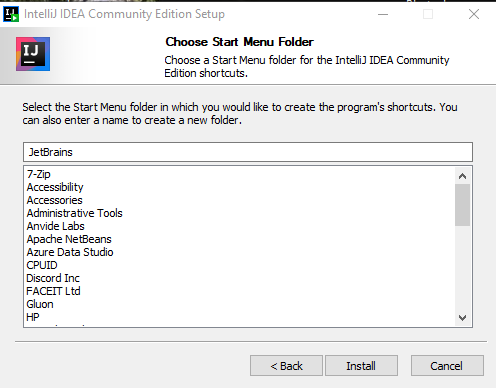 IntelliJ IDEA Community Edition Setup
IJ
Choose Start Menu Folder
Choose a Start Menu folder for the IntelliJ IDEA Community
Edition shortcuts.
Select the Start Menu folder in which you would like to create the program's shortcuts. You
can also enter a name to create a new folder.
JetBrains
7-Zip
Accessibility
Accessories
Administrative Tools
Anvide Labs
Apache NetBeans
Azure Data Studio
CPUID
Discord Inc
FACEIT Ltd
Gluon
HP
< Back
Install
Cancel